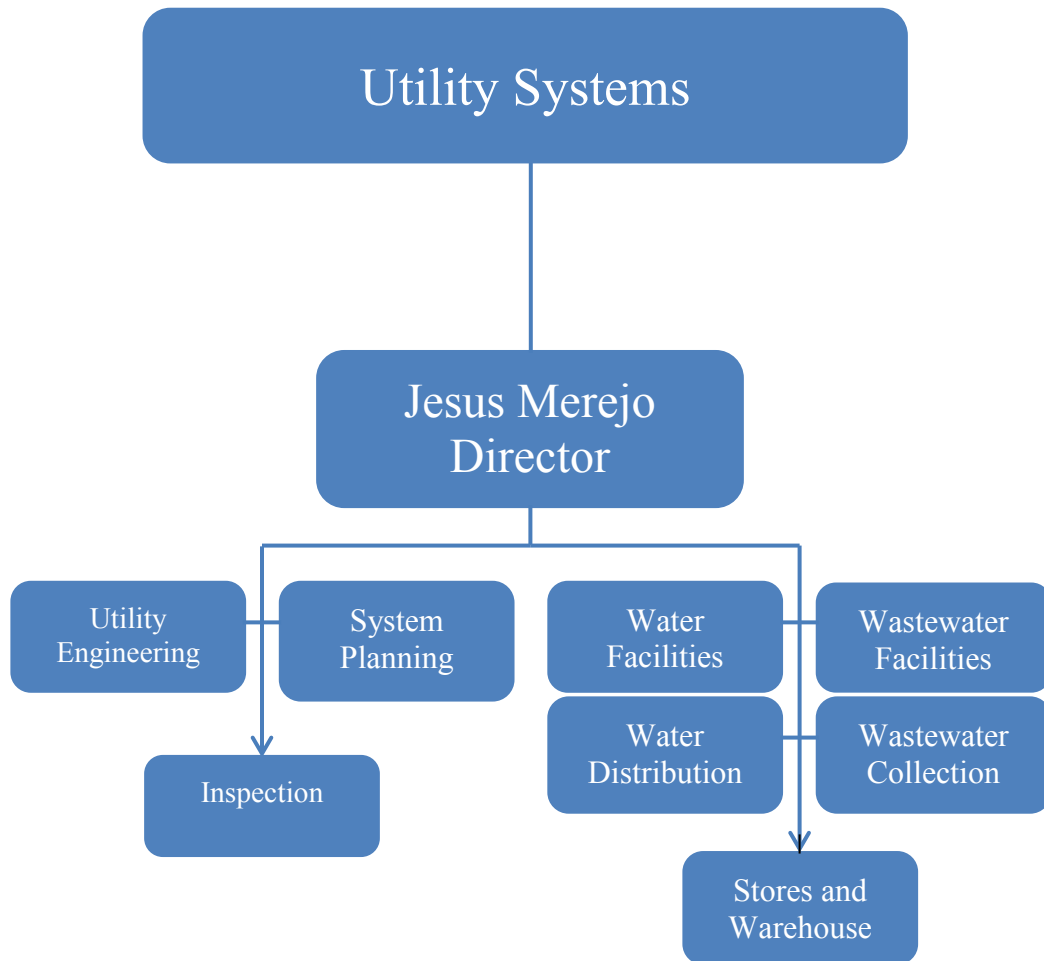 Utility Systems
Jesus Merejo
Director
Utility
Engineering
System
Planning
Water
Facilities
Wastewater
Facilities
Water
Distribution
Wastewater
Collection
Inspection
Stores and
Warehouse